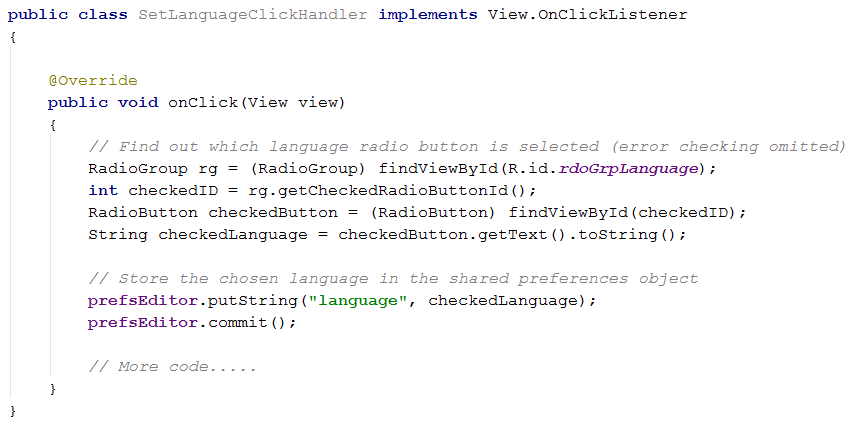 public class SetLanguageClickHandler implements View.OnClickListener
{
@Override
public void onClick(View view)
{
// Find out which language radio button is selected (error checking omitted)
RadioGroup rg = (RadioGroup) findViewById(R.id.rdoGrpLanguage);
int checkedID = rg.getCheckedRadioButtonId();
RadioButton checkedButton = (RadioButton) findViewById(checkedID);
String checkedLanguage = checkedButton.getText().toString();
// Store the chosen language in the shared preferences object
prefsEditor.putString("language", checkedLanguage);
prefsEditor.commit();
// More code.....
}
}